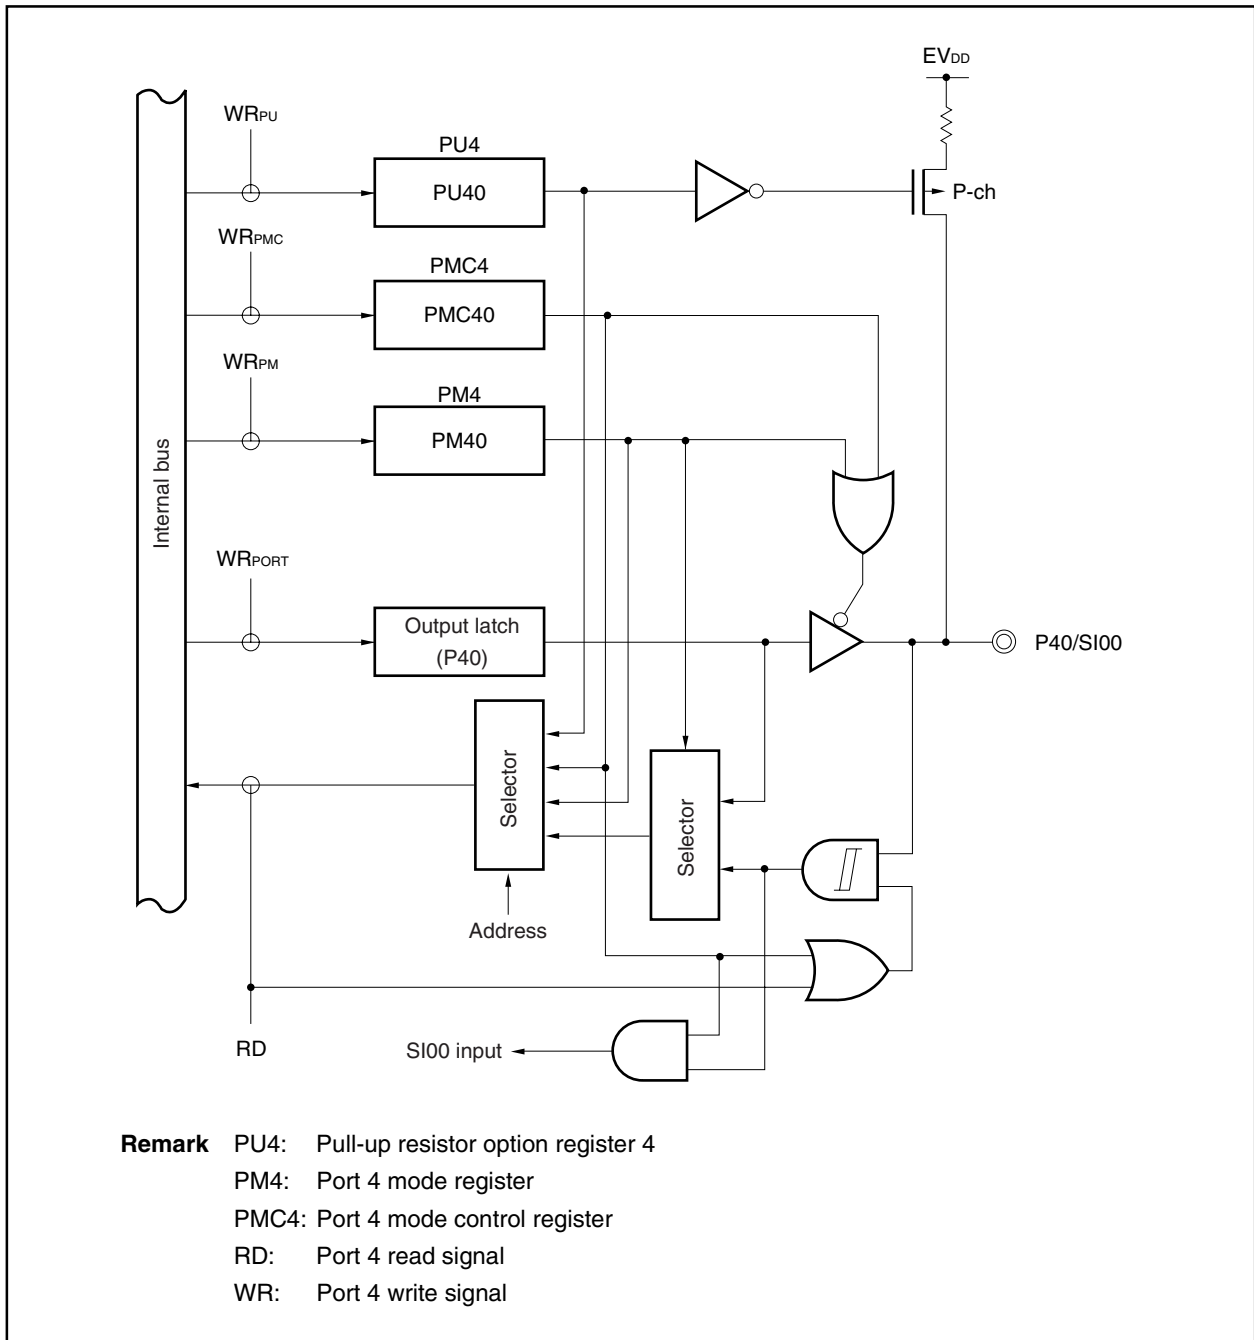 EVDD
WRPU
PU4
PU40
P-ch
WRPMC
PMC4
PMC40
WRPM
PM4
PM40
Internal bus
WRPORT
Output latch
(P40)
P40/SI00
Selector
Selector
Address
RD
SI00 input
Remark PU4: Pull-up resistor option register 4
PM4: Port 4 mode register
PMC4: Port 4 mode control register
RD: Port 4 read signal
WR: Port 4 write signal